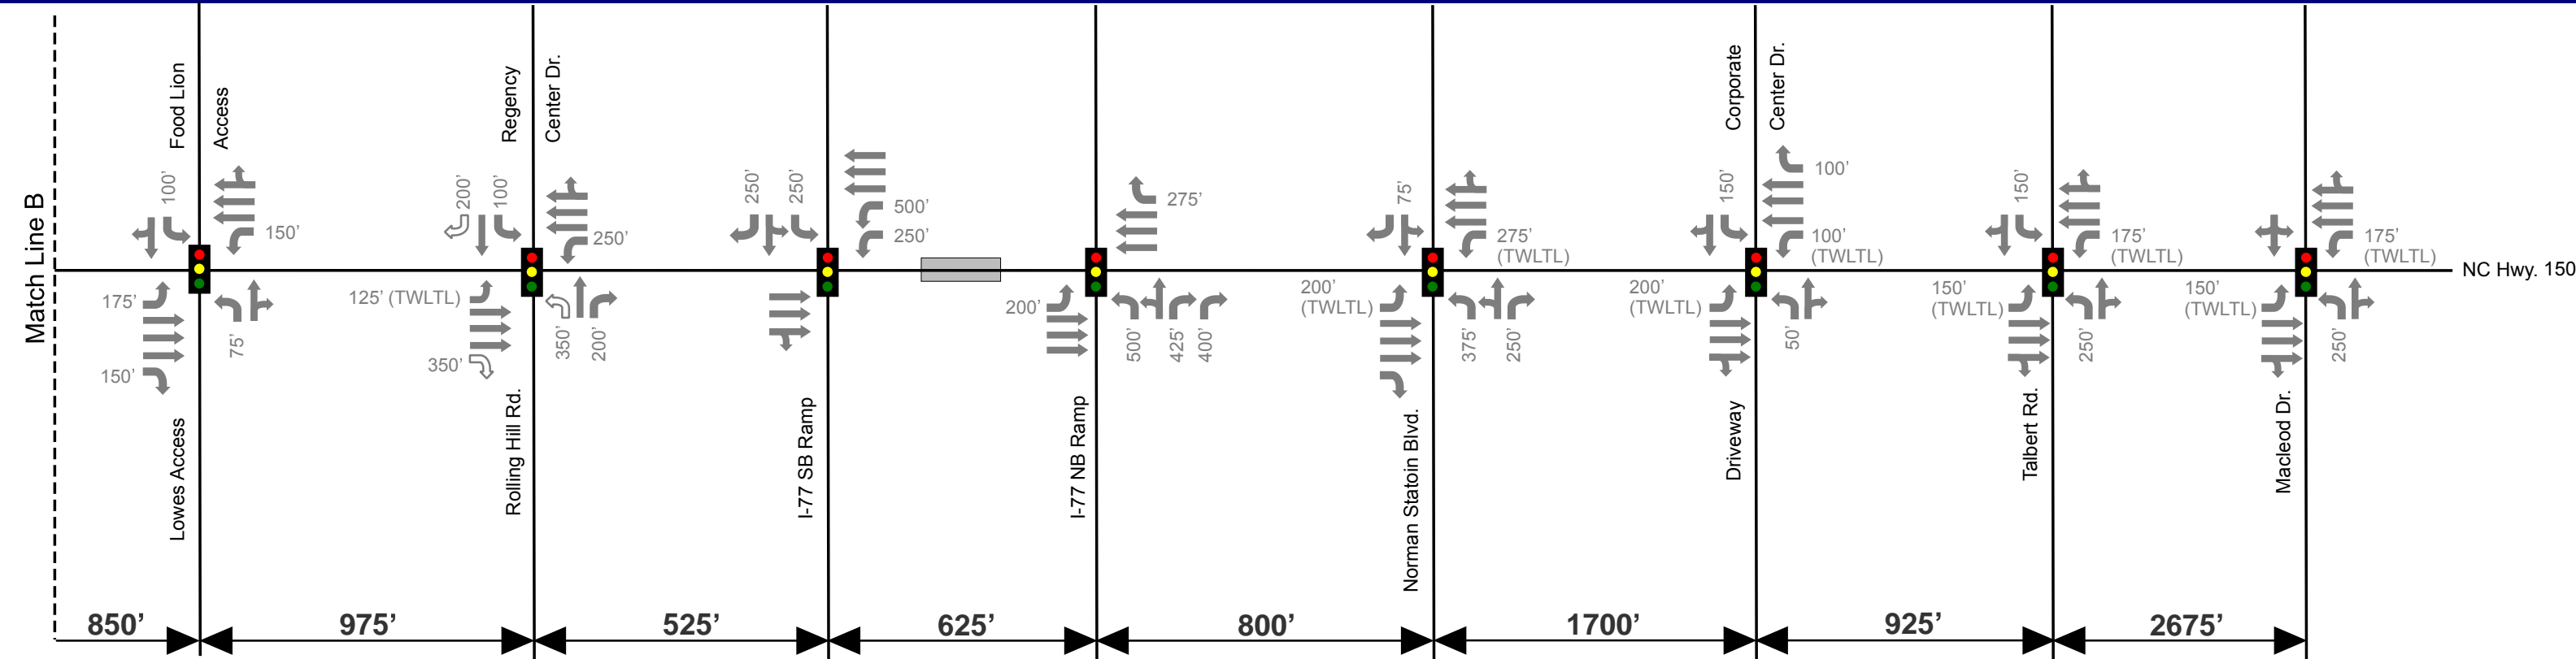 Match Line B
Food Lion
Access
100’
150’
175’
150’
75’
Lowes Access
Regency
Center Dr.
200’
100’
250’
125’ (TWLTL)
350’
350’
200’
Rolling Hill Rd.
250’
250’
500’
250’
I-77 SB Ramp
275’
200’
500’
425’
400’
I-77 NB Ramp
75’
275’
(TWLTL)
200’
(TWLTL)
375’
250’
Norman Statoin Blvd.
Corporate
Center Dr.
150’
100’
100’
(TWLTL)
200’
(TWLTL)
50’
Driveway
150’
175’
(TWLTL)
150’
(TWLTL)
250’
Talbert Rd.
175’
(TWLTL)
150’
(TWLTL)
250’
Macleod Dr.
NC Hwy. 150
850’
975’
525’
625’
800’
1700’
925’
2675’